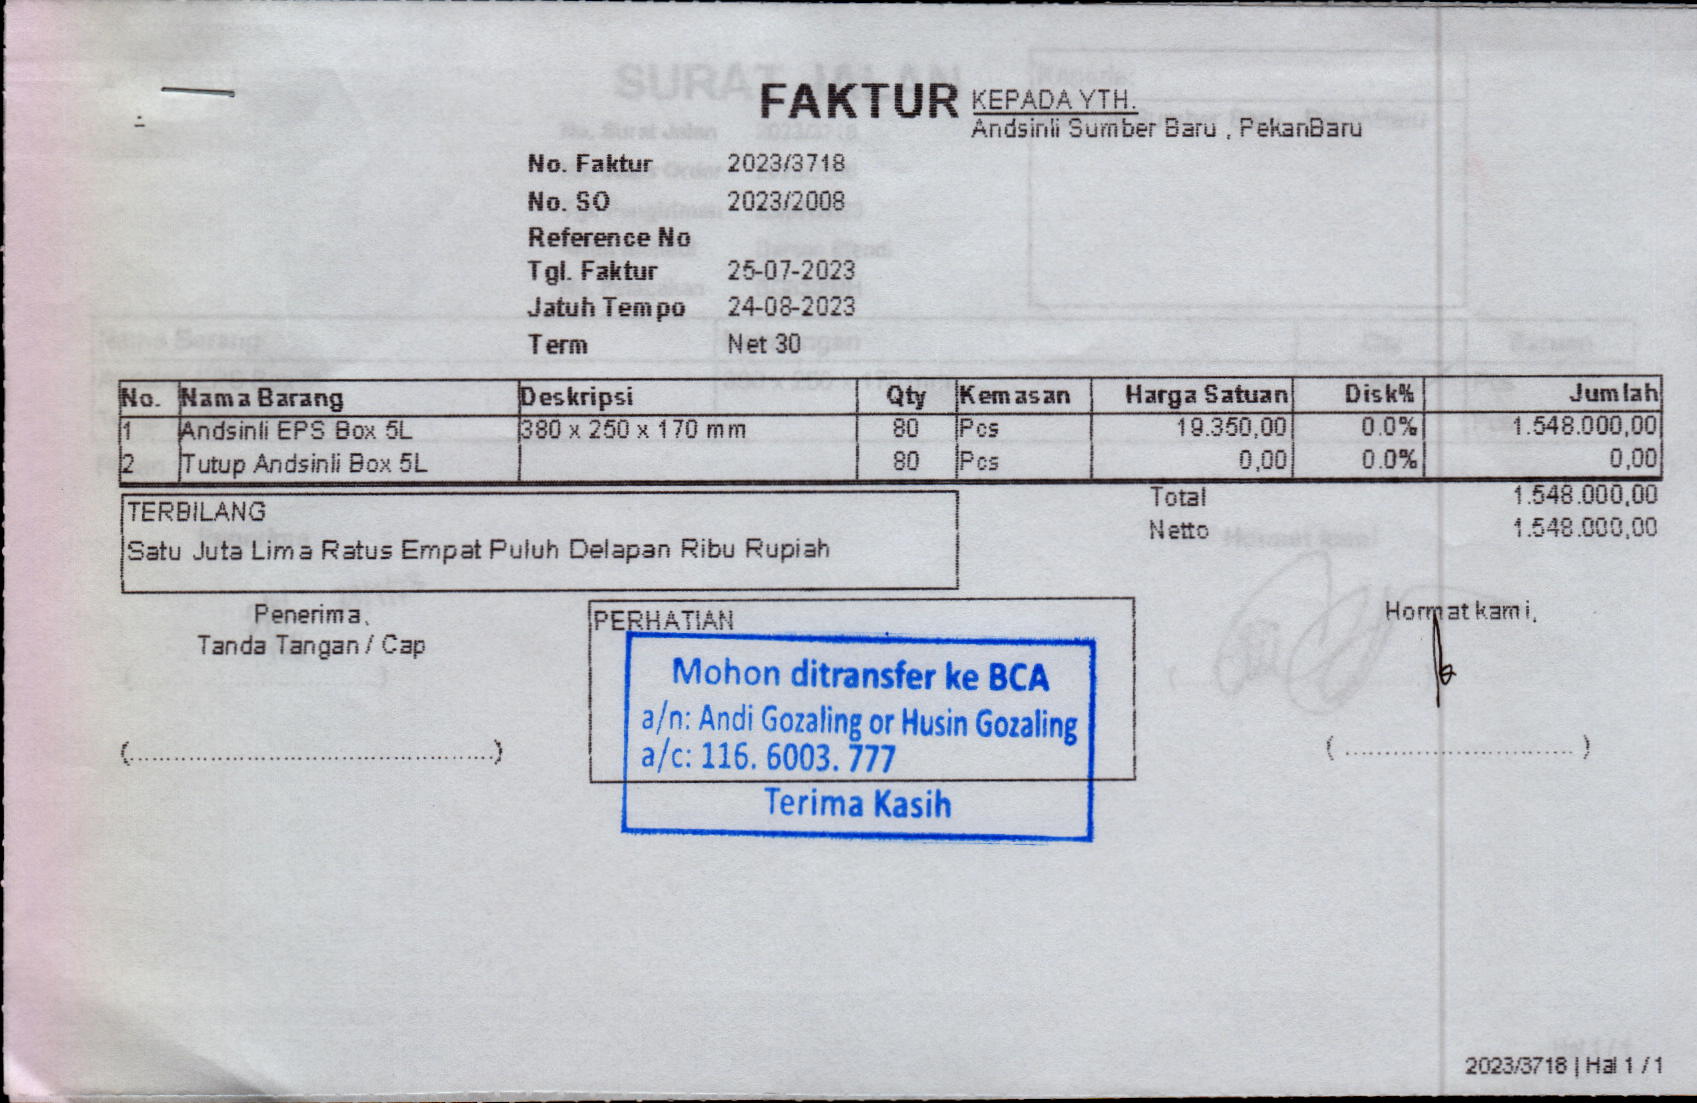 FAKTUR
KEPADA YTH.
Andsinli Sumber Baru , PekanBaru
No. Faktur 2023/3718
No. SO 2023/2008
Reference No
Tgl. Faktur 25-07-2023
Jatuh Tempo 24-08-2023
Term Net 30
No. Nama Barang Deskripsi Qty Kemasan Harga Satuan Disk% Jumlah
1 Andsinli EPS Box 5L 380 x 250 x 170 mm 80 Pcs 19.350,00 0.0% 1.548.000,00
2 Tutup Andsinli Box 5L 80 Pcs 0,00 0.0% 0,00
Total 1.548.000,00
Netto 1.548.000,00
TERBILANG
Satu Juta Lima Ratus Empat Puluh Delapan Ribu Rupiah
Penerima,
Tanda Tangan / Cap
(..........................................)
PERHATIAN
Mohon ditransfer ke BCA
a/n: Andi Gozaling or Husin Gozaling
a/c: 116. 6003. 777
Terima Kasih
Hormat kami,
( ........................... )
2023/3718 | Hal 1 / 1